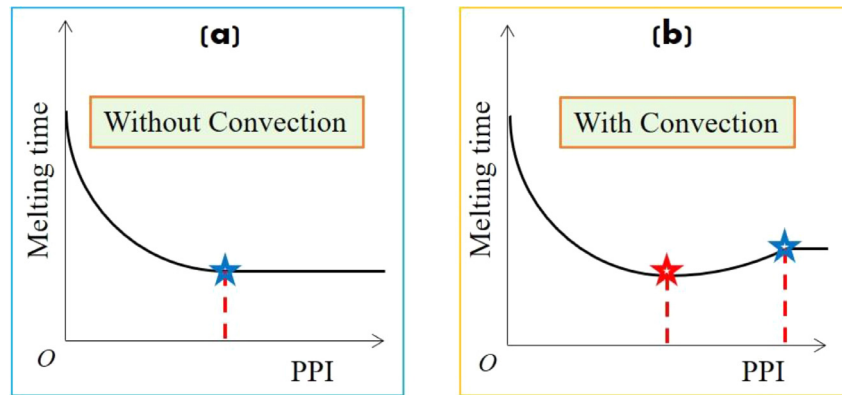 (a)
Without Convection
Melting time
O
PPI
(b)
With Convection
Melting time
O
PPI